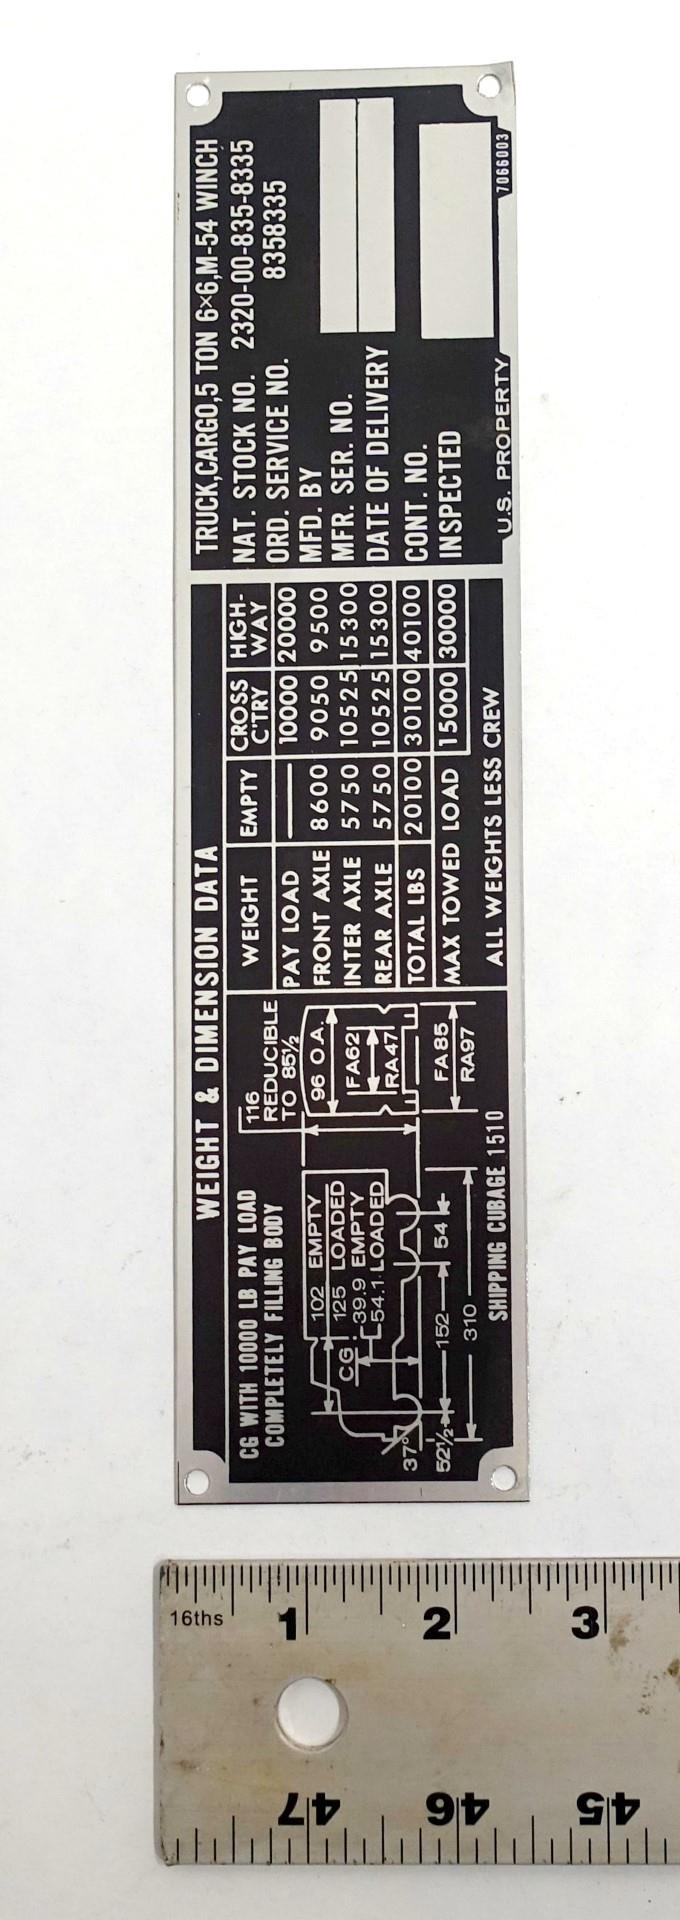 WEIGHT & DIMENSION DATA
CG WITH 10000 LB PAY LOAD
COMPLETELY FILLING BODY
116
REDUCIBLE
TO 85½
102 EMPTY
125 LOADED
CG
39.9 EMPTY
54.1 LOADED
37°
52½
152
54
310
96 O.A.
FA62
RA47
FA85
RA97
SHIPPING CUBAGE 1510
WEIGHT EMPTY CROSS C'TRY HIGH-WAY
PAY LOAD — 10000 20000
FRONT AXLE 8600 9050 9500
INTER AXLE 5750 10525 15300
REAR AXLE 5750 10525 15300
TOTAL LBS 20100 30100 40100
MAX TOWED LOAD 15000 30000
ALL WEIGHTS LESS CREW
TRUCK,CARGO,5 TON 6×6,M-54 WINCH
NAT. STOCK NO. 2320-00-835-8335
ORD. SERVICE NO. 8358335
MFD. BY
MFR. SER. NO.
DATE OF DELIVERY
CONT. NO.
INSPECTED
U.S. PROPERTY
7066003
16ths
1 2 3
47 46 45